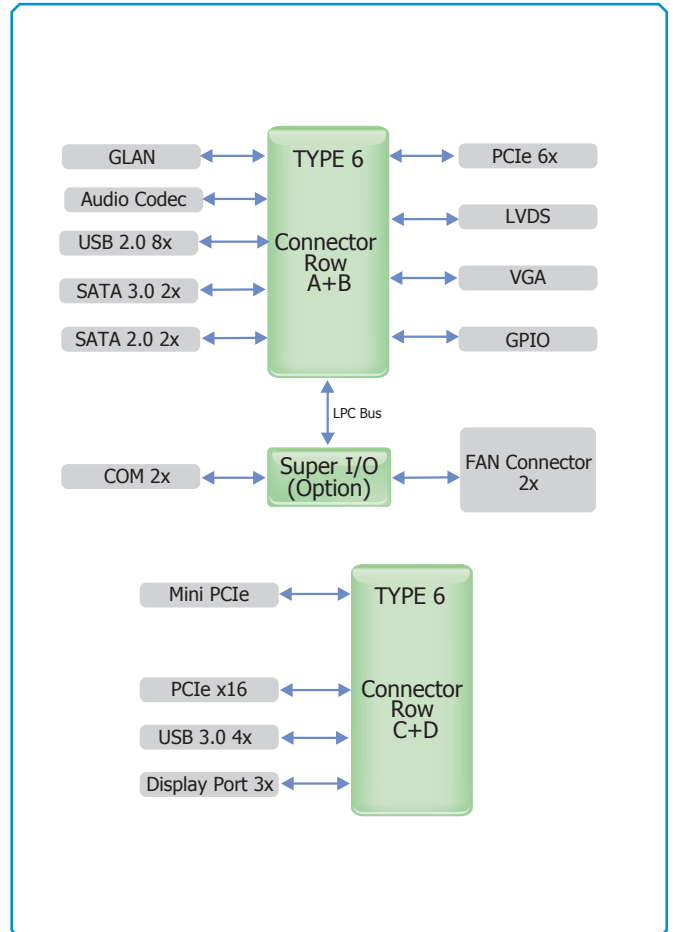 GLAN
Audio Codec
USB 2.0 8x
SATA 3.0 2x
SATA 2.0 2x
TYPE 6
Connector
Row
A+B
PCIe 6x
LVDS
VGA
GPIO
LPC Bus
COM 2x
Super I/O
(Option)
FAN Connector
2x
Mini PCIe
PCIe x16
USB 3.0 4x
Display Port 3x
TYPE 6
Connector
Row
C+D